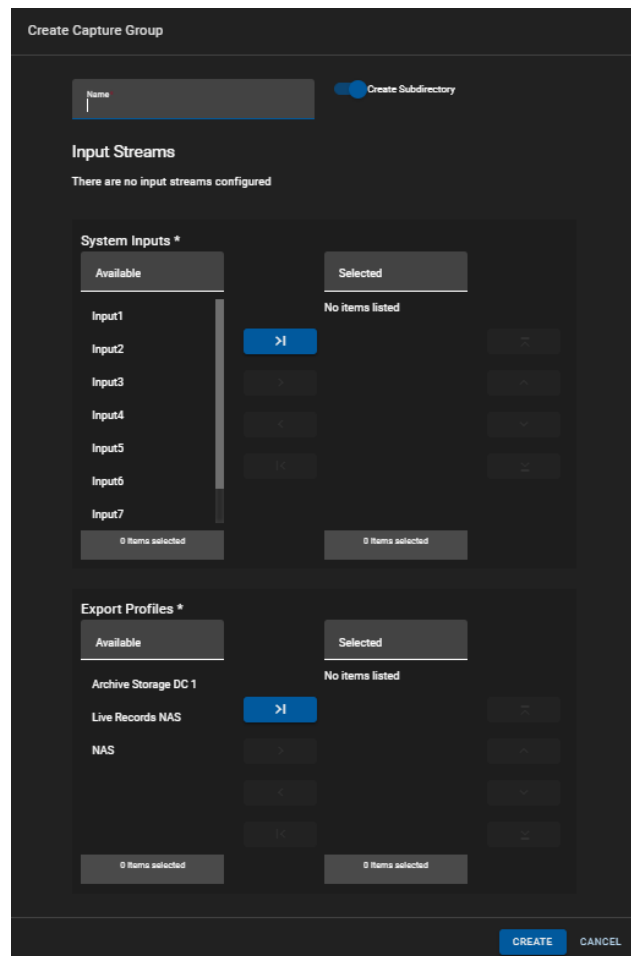 Create Capture Group
Name *
Create Subdirectory
Input Streams
There are no input streams configured
System Inputs *
Available
Selected
Input1
No items listed
Input2
Input3
Input4
Input5
Input6
Input7
0 Items selected
0 Items selected
Export Profiles *
Available
Selected
Archive Storage DC 1
No items listed
Live Records NAS
NAS
0 Items selected
0 Items selected
CREATE CANCEL